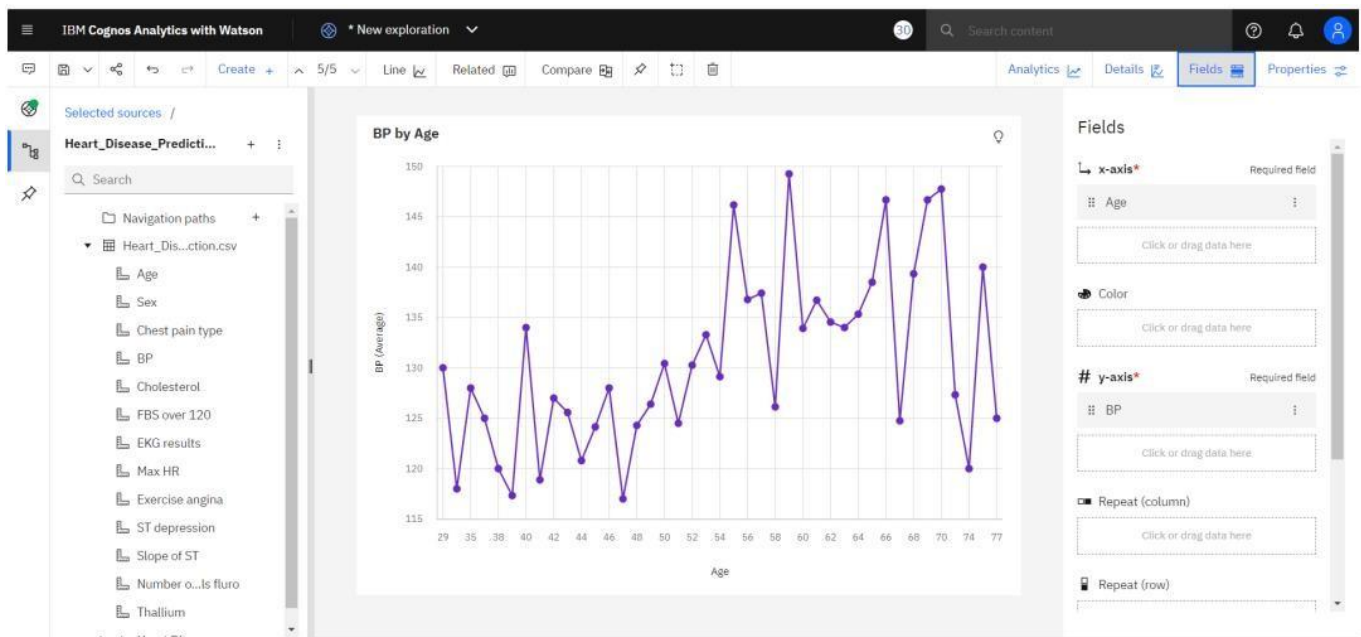 IBM Cognos Analytics with Watson
* New exploration
30
Search content
Create +
5/5
Line
Related
Compare
Analytics
Details
Fields
Properties
Selected sources /
Heart_Disease_Predicti...
Search
Navigation paths
Heart_Dis...ction.csv
Age
Sex
Chest pain type
BP
Cholesterol
FBS over 120
EKG results
Max HR
Exercise angina
ST depression
Slope of ST
Number o...ls fluro
Thallium
BP by Age
BP (Average)
150
145
140
135
130
125
120
115
29 35 38 40 42 44 46 48 50 52 54 56 58 60 62 64 66 68 70 74 77
Age
Fields
x-axis* Required field
Age
Click or drag data here
Color
Click or drag data here
# y-axis* Required field
BP
Click or drag data here
Repeat (column)
Click or drag data here
Repeat (row)